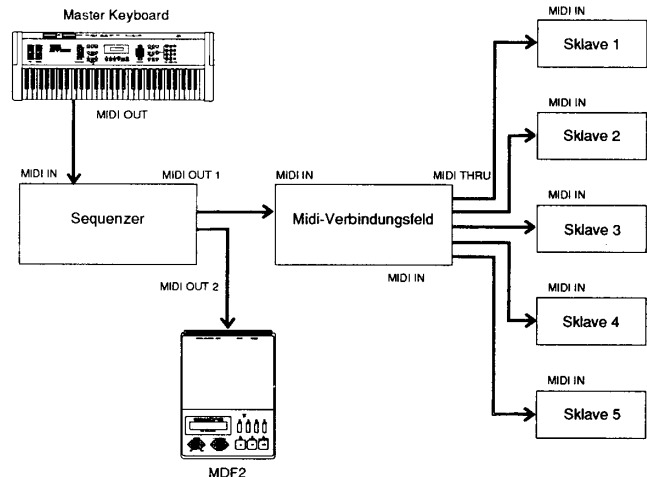 Master Keyboard
MIDI OUT
MIDI IN
Sequenzer
MIDI OUT 1
MIDI OUT 2
MDF2
MIDI IN
MIDI THRU
Midi-Verbindungsfeld
MIDI IN
MIDI IN
Sklave 1
MIDI IN
Sklave 2
MIDI IN
Sklave 3
MIDI IN
Sklave 4
MIDI IN
Sklave 5